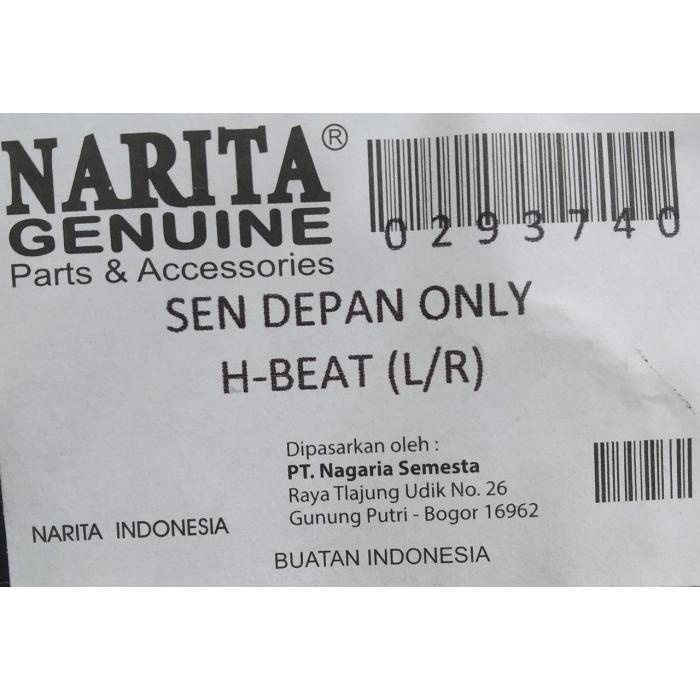 NARITA®
GENUINE
Parts & Accessories
0293740
SEN DEPAN ONLY
H-BEAT (L/R)
Dipasarkan oleh :
PT. Nagaria Semesta
Raya Tlajung Udik No. 26
Gunung Putri - Bogor 16962
NARITA INDONESIA
BUATAN INDONESIA